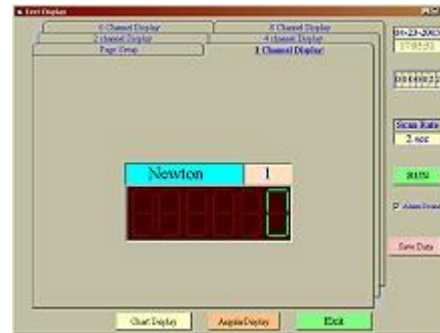 Text Display
6 Channel Display
8 Channel Display
2 channel Display
4 channel Display
Page Setup
1 Channel Display
Newton
1
Scan Rate
2 sec
RUN
Save Data
Chart Display
Exit